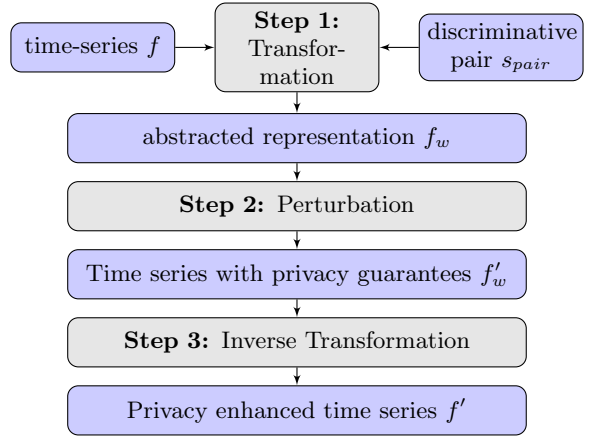 time-series f
Step 1:
Transfor-
mation
discriminative
pair s_pair
abstracted representation f_w
Step 2: Perturbation
Time series with privacy guarantees f'_w
Step 3: Inverse Transformation
Privacy enhanced time series f'